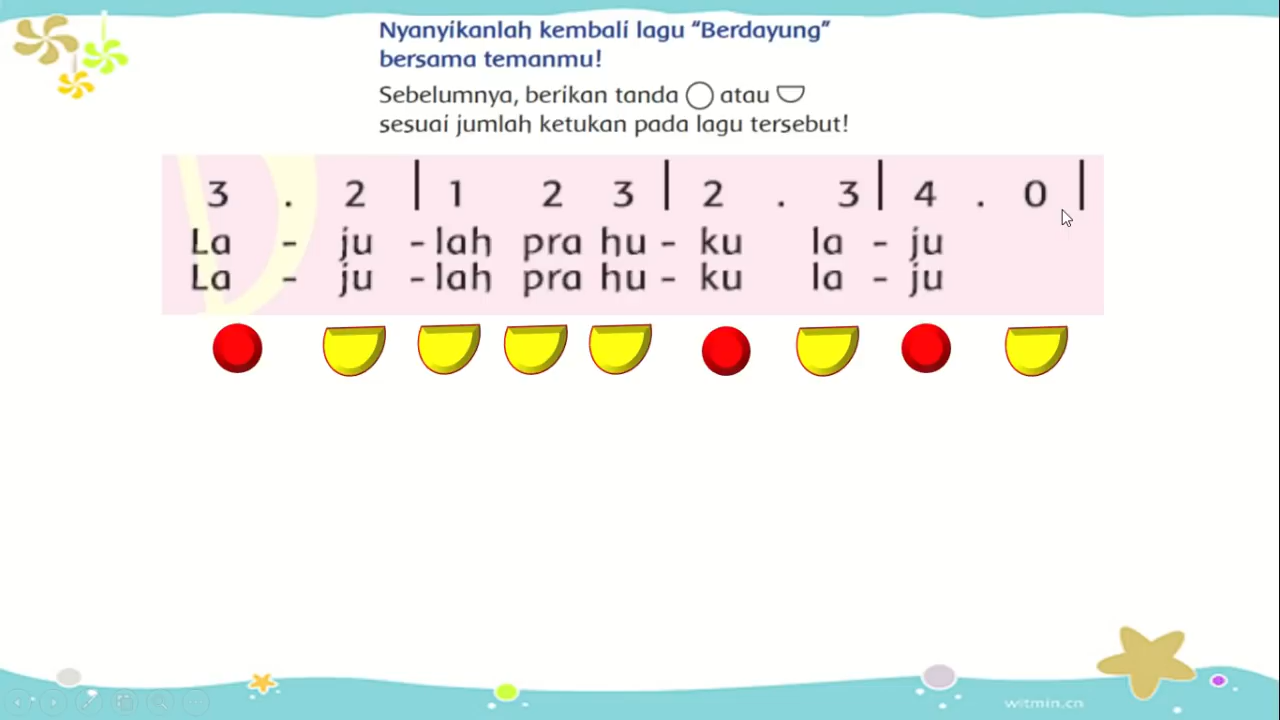 Nyanyikanlah kembali lagu “Berdayung”
bersama temanmu!
Sebelumnya, berikan tanda ◯ atau ◡
sesuai jumlah ketukan pada lagu tersebut!
3 . 2 | 1 2 3 | 2 . 3 | 4 . 0 |
La - ju - lah pra hu - ku la - ju
La - ju - lah pra hu - ku la - ju
witmin.cn